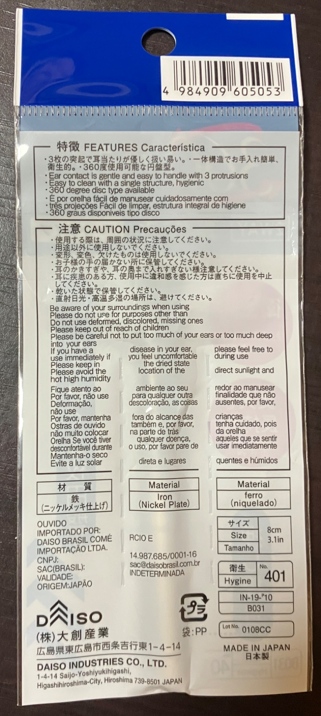 4 984909 605053
特徴 FEATURES Característica
・3枚の突起で耳当たりが優しく扱い易い。・一体構造でお手入れ簡単、
衛生的。・360度使用可能な円盤型。
・Ear contact is gentle and easy to handle with 3 protrusions
・Easy to clean with a single structure, hygienic
・360 degree disc type available
・É por orelha fácil de manusear cuidadosamente com
três projeções Fácil de limpar, estrutura integral de higiene
・360 graus disponíveis tipo disco
注意 CAUTION Precauções
・使用する際は、周囲の状況に注意してください。
・用途以外に使用しないでください。
・変形、変色、欠けたものは使用しないでください。
・お子様の手の届かない所に保管してください。
・耳のかきすぎや、耳の奥まで入れすぎない様注意してください。
・耳に疾患のある方、使用中に違和感を感じた方は直ちに使用を中止
してください。
・乾いた状態で保管してください。
・直射日光・高温多湿の場所は、避けてください。
Be aware of your surroundings when using
Please do not use for purposes other than
Do not use deformed, discolored, missing ones
Please keep out of reach of children
Please be careful not to put too much of your ears or too much deep
into your ears
If you have a disease in your ear, please feel free to
use immediately if you feel uncomfortable during use
Please keep in the dried state
Please avoid the location of the direct sunlight and
hot high humidity
Fique atento ao ambiente ao seu redor ao manusear
Por favor, não use para qualquer outra finalidade que não
Deformação, descoloração, as coisas ausentes, por favor,
não use
Por favor, mantenha fora do alcance das crianças
Ostras de ouvido também e, por favor, tenha cuidado, pois
não muito colocar na parte de trás da orelha
Orelha Se você tiver qualquer doença, aqueles que se sentir
desconfortável durante o uso, por favor pare de usar imediatamente
Mantenha-o seco
Evite a luz solar direta e lugares quentes e húmidos
材 質 Material Material
鉄 Iron ferro
(ニッケルメッキ仕上げ) (Nickel Plate) (niquelado)
OUVIDO
IMPORTADO POR:
DAISO BRASIL COMÉRCIO E
IMPORTAÇÃO LTDA.
CNPJ: 14.987.685/0001-16
SAC(BRASIL): sac@daisobrasil.com.br
VALIDADE: INDETERMINADA
ORIGEM:JAPÃO
サイズ
Size
Tamanho
8cm
3.1in
衛生
Hygine
No.
401
IN-19-'10
B031
Lot No. 0108CC
MADE IN JAPAN
日本製
プラ
袋:PP
DAISO
(株)大創産業
広島県東広島市西条吉行東1-4-14
DAISO INDUSTRIES CO., LTD.
1-4-14 Saijo-Yoshiyukihigashi,
Higashihiroshima-City, Hiroshima 739-8501 JAPAN